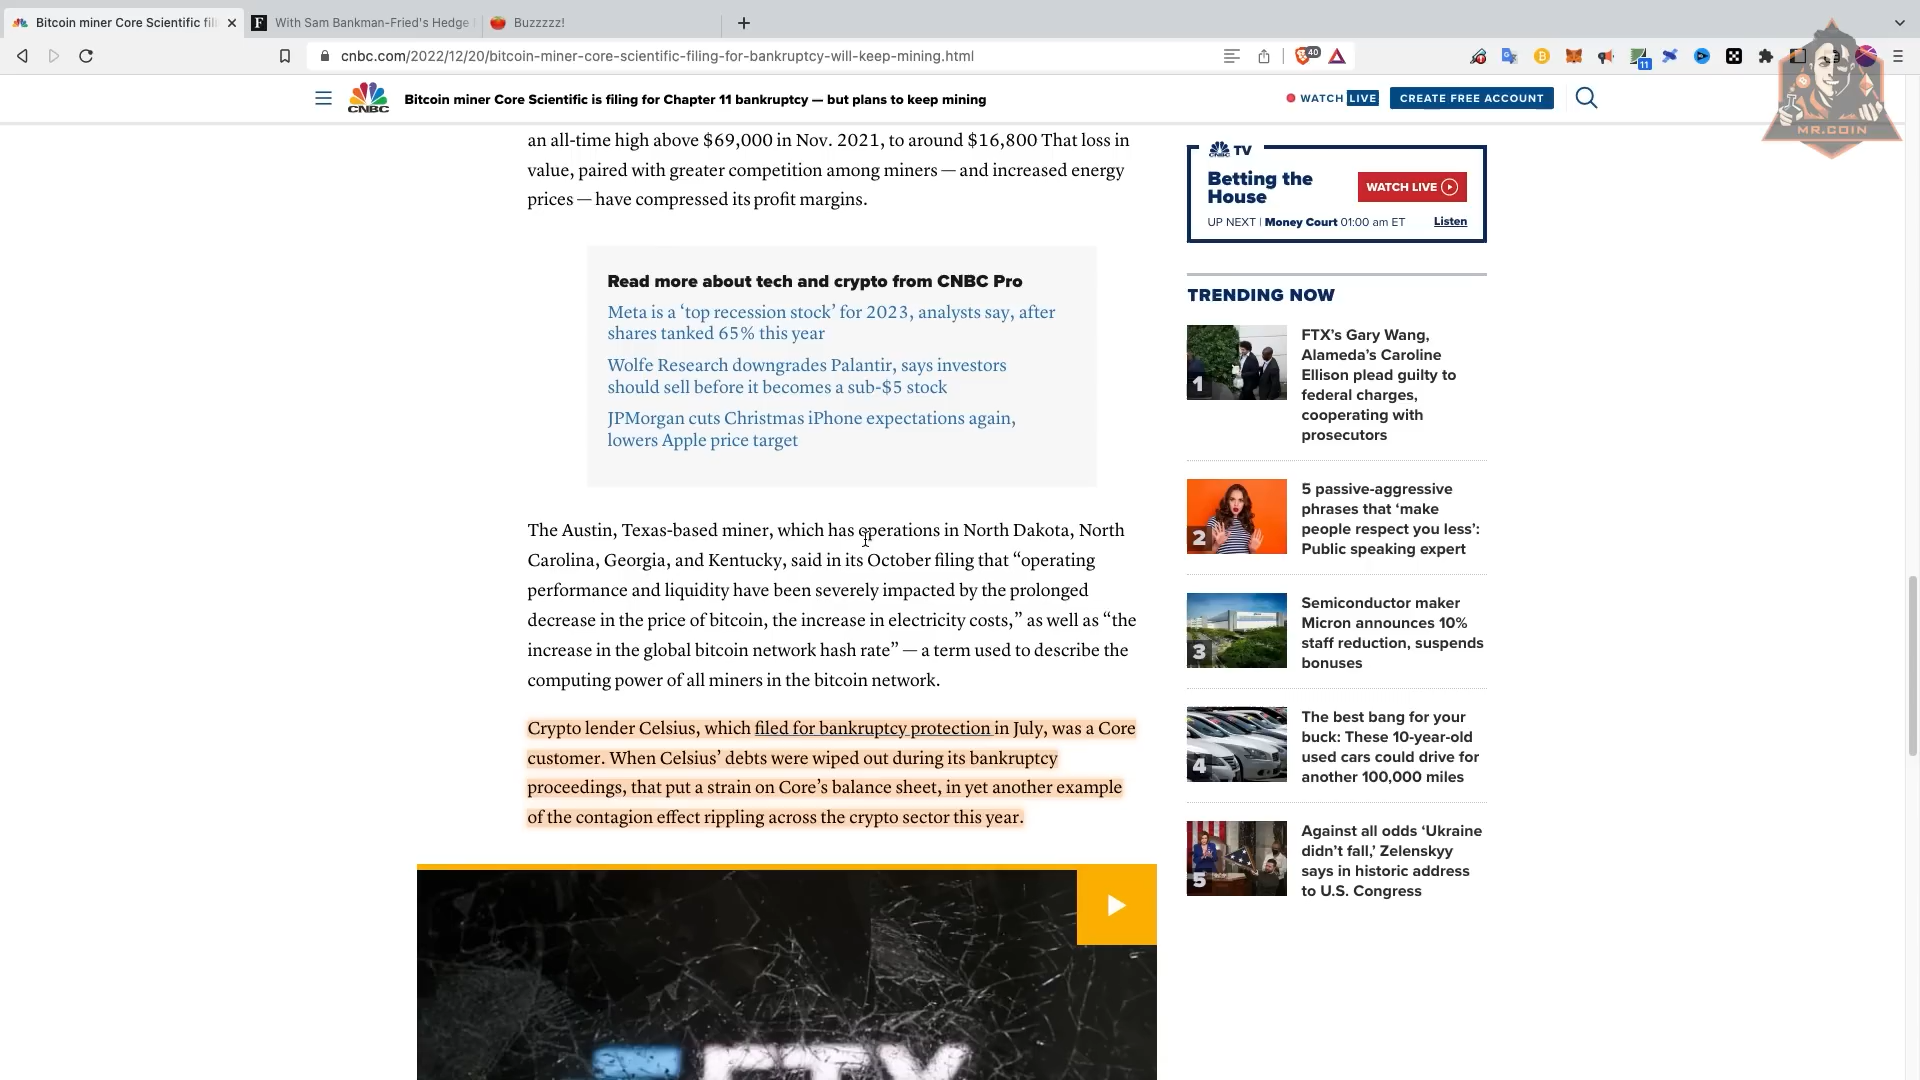 Bitcoin miner Core Scientific fil
With Sam Bankman-Fried's Hedge
Buzzzzz!
cnbc.com/2022/12/20/bitcoin-miner-core-scientific-filing-for-bankruptcy-will-keep-mining.html
40
11
CNBC
Bitcoin miner Core Scientific is filing for Chapter 11 bankruptcy — but plans to keep mining
WATCH LIVE
CREATE FREE ACCOUNT
MR.COIN
an all-time high above $69,000 in Nov. 2021, to around $16,800 That loss in
value, paired with greater competition among miners — and increased energy
prices — have compressed its profit margins.
Read more about tech and crypto from CNBC Pro
Meta is a ‘top recession stock’ for 2023, analysts say, after
shares tanked 65% this year
Wolfe Research downgrades Palantir, says investors
should sell before it becomes a sub-$5 stock
JPMorgan cuts Christmas iPhone expectations again,
lowers Apple price target
The Austin, Texas-based miner, which has operations in North Dakota, North
Carolina, Georgia, and Kentucky, said in its October filing that “operating
performance and liquidity have been severely impacted by the prolonged
decrease in the price of bitcoin, the increase in electricity costs,” as well as “the
increase in the global bitcoin network hash rate” — a term used to describe the
computing power of all miners in the bitcoin network.
Crypto lender Celsius, which filed for bankruptcy protection in July, was a Core
customer. When Celsius’ debts were wiped out during its bankruptcy
proceedings, that put a strain on Core’s balance sheet, in yet another example
of the contagion effect rippling across the crypto sector this year.
FTX
TV
Betting the
House
WATCH LIVE
UP NEXT | Money Court 01:00 am ET
Listen
TRENDING NOW
1
FTX’s Gary Wang,
Alameda’s Caroline
Ellison plead guilty to
federal charges,
cooperating with
prosecutors
2
5 passive-aggressive
phrases that ‘make
people respect you less’:
Public speaking expert
3
Semiconductor maker
Micron announces 10%
staff reduction, suspends
bonuses
4
The best bang for your
buck: These 10-year-old
used cars could drive for
another 100,000 miles
5
Against all odds ‘Ukraine
didn’t fall,’ Zelenskyy
says in historic address
to U.S. Congress